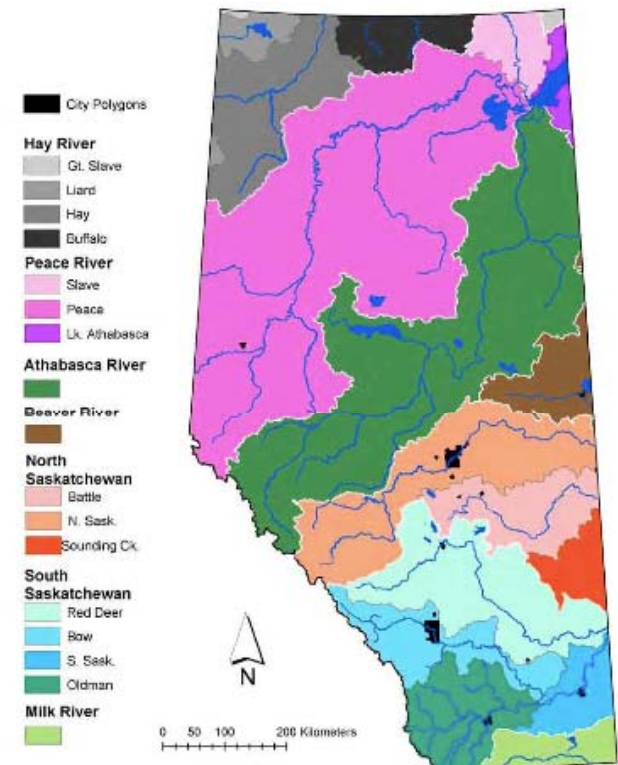 City Polygons
Hay River
Gt. Slave
Liard
Hay
Buffalo
Peace River
Slave
Peace
Lk. Athabasca
Athabasca River
Beaver River
North
Saskatchewan
Battle
N. Sask.
Sounding Ck.
South
Saskatchewan
Red Deer
Bow
S. Sask.
Oldman
Milk River
N
0 50 100 200 Kilometers